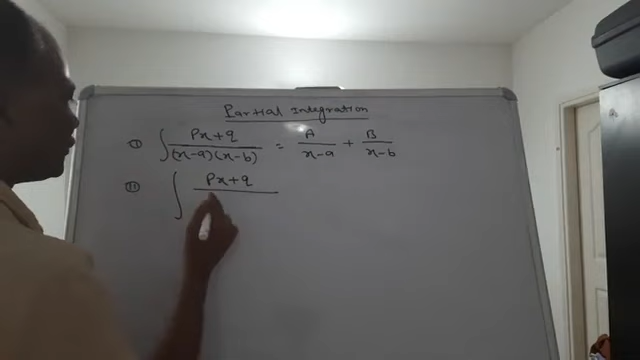 Partial Integration
① ∫ Px+q / (x-a)(x-b) = A / x-a + B / x-b
② ∫ Px+q